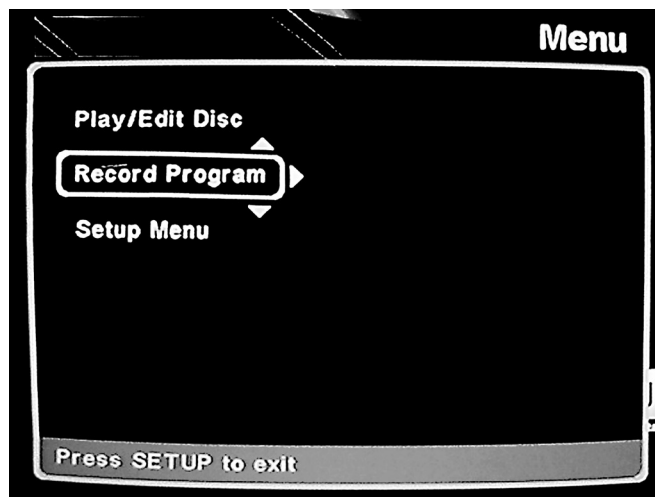 Menu
Play/Edit Disc
Record Program
Setup Menu
Press SETUP to exit